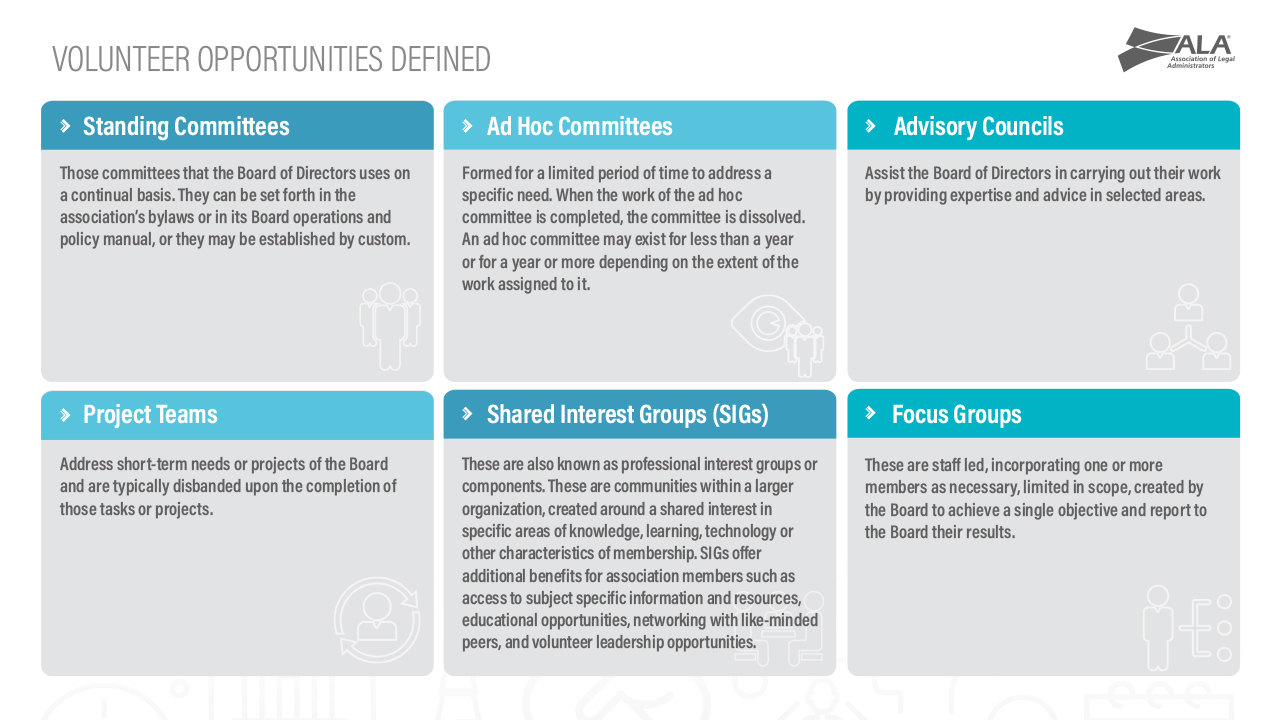 VOLUNTEER OPPORTUNITIES DEFINED
ALA®
Association of Legal
Administrators
Standing Committees
Those committees that the Board of Directors uses on
a continual basis. They can be set forth in the
association's bylaws or in its Board operations and
policy manual, or they may be established by custom.
Ad Hoc Committees
Formed for a limited period of time to address a
specific need. When the work of the ad hoc
committee is completed, the committee is dissolved.
An ad hoc committee may exist for less than a year
or for a year or more depending on the extent of the
work assigned to it.
Advisory Councils
Assist the Board of Directors in carrying out their work
by providing expertise and advice in selected areas.
Project Teams
Address short-term needs or projects of the Board
and are typically disbanded upon the completion of
those tasks or projects.
Shared Interest Groups (SIGs)
These are also known as professional interest groups or
components. These are communities within a larger
organization, created around a shared interest in
specific areas of knowledge, learning, technology or
other characteristics of membership. SIGs offer
additional benefits for association members such as
access to subject specific information and resources,
educational opportunities, networking with like-minded
peers, and volunteer leadership opportunities.
Focus Groups
These are staff led, incorporating one or more
members as necessary, limited in scope, created by
the Board to achieve a single objective and report to
the Board their results.